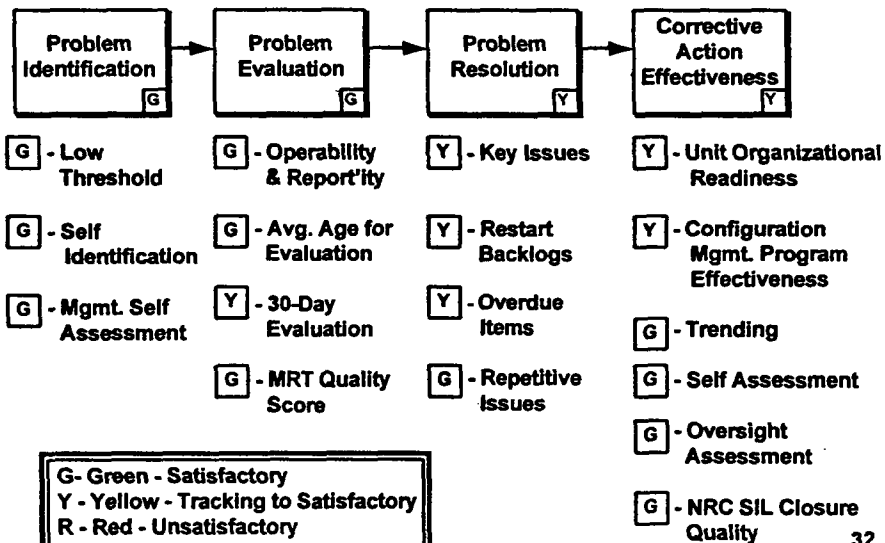 Problem
Identification
G
Problem
Evaluation
G
Problem
Resolution
Y
Corrective
Action
Effectiveness
Y
G - Low
Threshold
G - Self
Identification
G - Mgmt. Self
Assessment
G - Operability
& Report'ity
G - Avg. Age for
Evaluation
Y - 30-Day
Evaluation
G - MRT Quality
Score
Y - Key Issues
Y - Restart
Backlogs
Y - Overdue
Items
G - Repetitive
Issues
Y - Unit Organizational
Readiness
Y - Configuration
Mgmt. Program
Effectiveness
G - Trending
G - Self Assessment
G - Oversight
Assessment
G - NRC SIL Closure
Quality
G- Green - Satisfactory
Y - Yellow - Tracking to Satisfactory
R - Red - Unsatisfactory
32